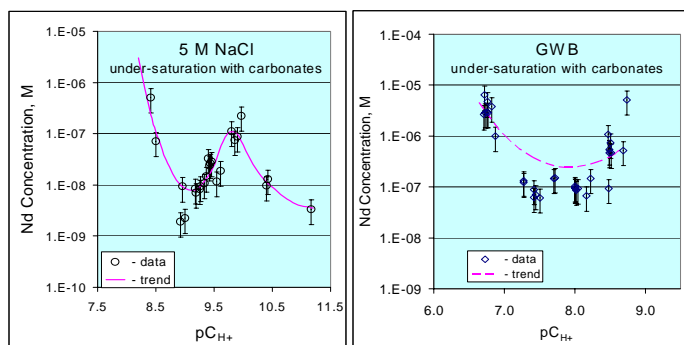 5 M NaCl
under-saturation with carbonates
Nd Concentration, M
1.E-05
1.E-06
1.E-07
1.E-08
1.E-09
1.E-10
7.5 8.5 9.5 10.5 11.5
pCH+
- data
- trend
GWB
under-saturation with carbonates
Nd Concentration, M
1.E-04
1.E-05
1.E-06
1.E-07
1.E-08
1.E-09
6.0 7.0 8.0 9.0
pCH+
- data
- trend